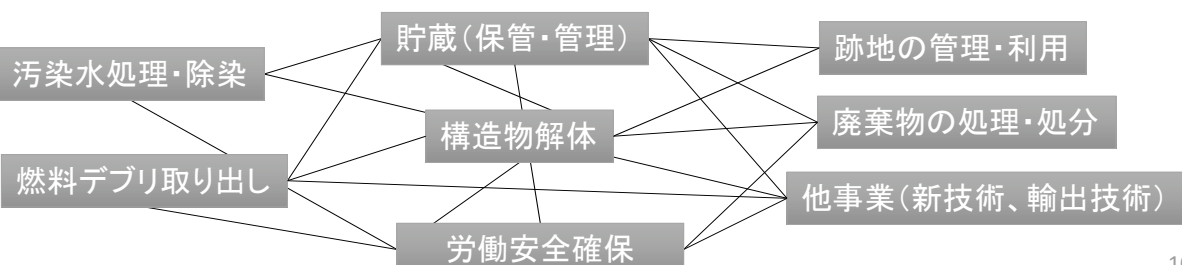 貯蔵(保管・管理)
跡地の管理・利用
汚染水処理・除染
廃棄物の処理・処分
構造物解体
燃料デブリ取り出し
他事業(新技術、輸出技術)
労働安全確保